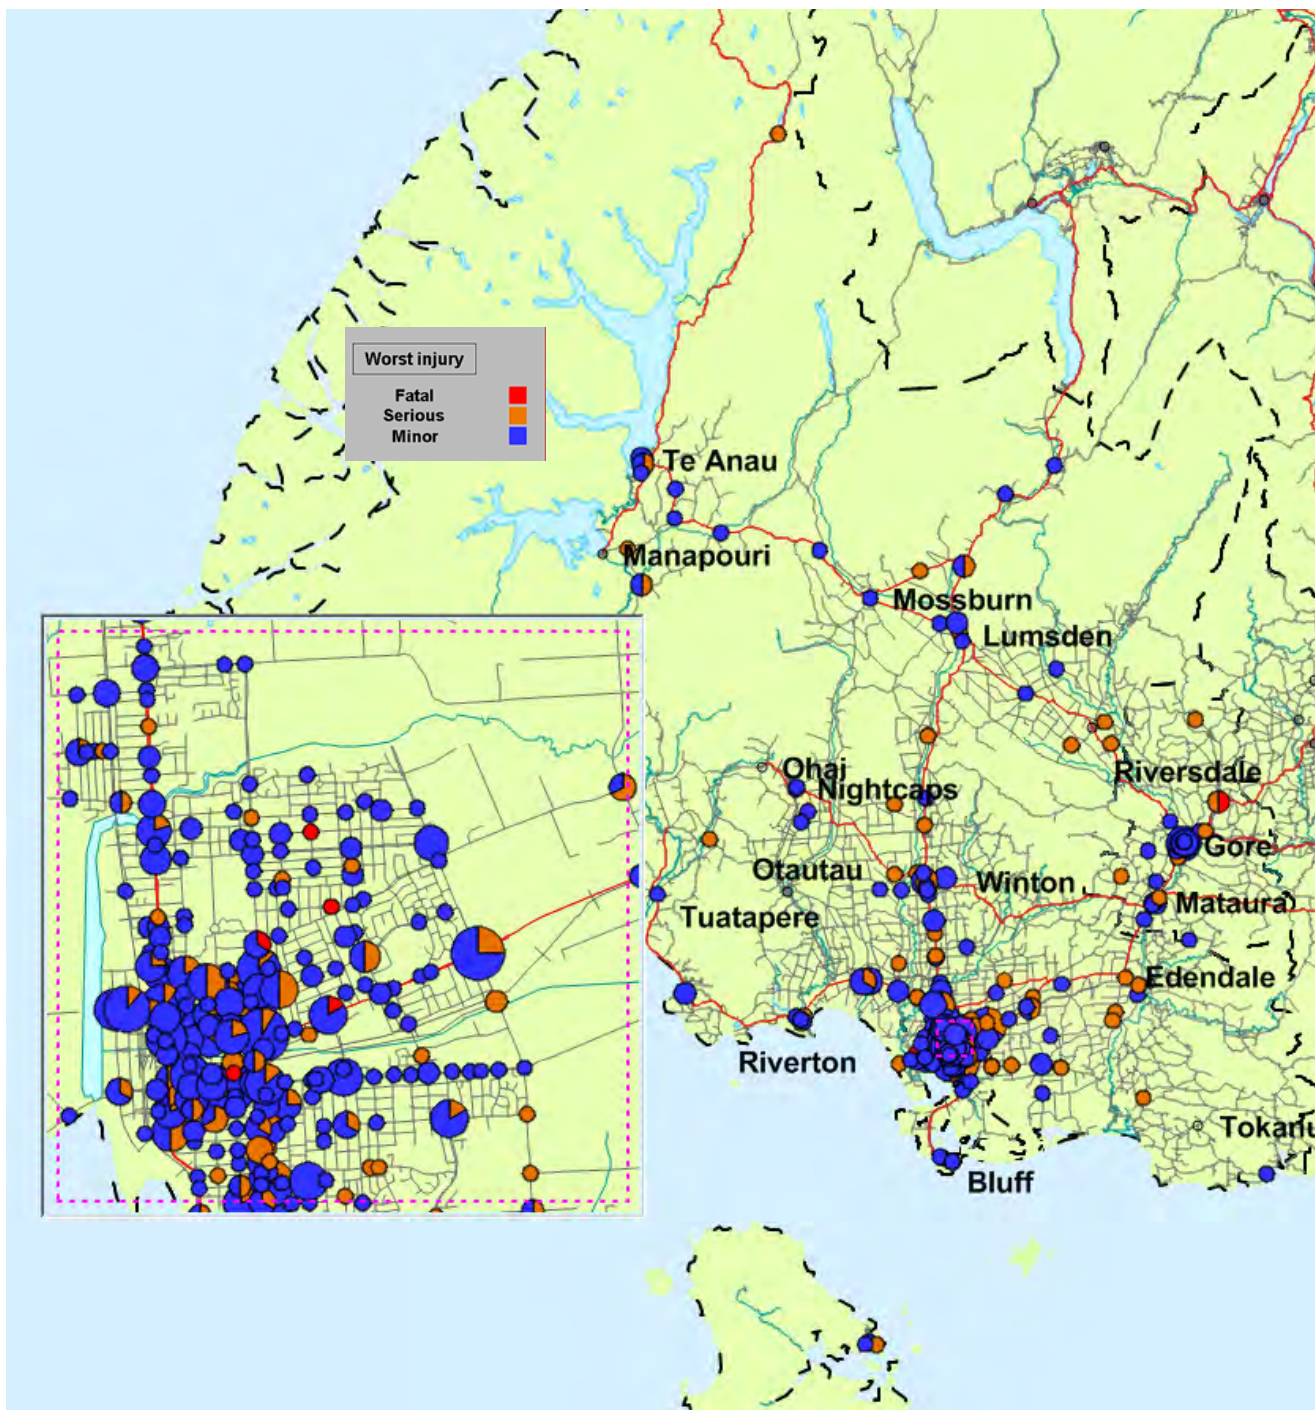 Worst injury
Fatal
Serious
Minor
Te Anau
Manapouri
Mossburn
Lumsden
Riversdale
Ohai
Nightcaps
Gore
Otautau
Winton
Mataura
Tuatapere
Edendale
Riverton
Tokanu
Bluff